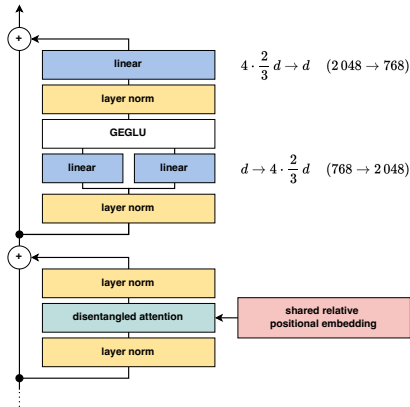 +
linear
4 · 2/3 d → d (2 048 → 768)
layer norm
GEGLU
linear linear
d → 4 · 2/3 d (768 → 2 048)
layer norm
+
layer norm
disentangled attention
shared relative
positional embedding
layer norm